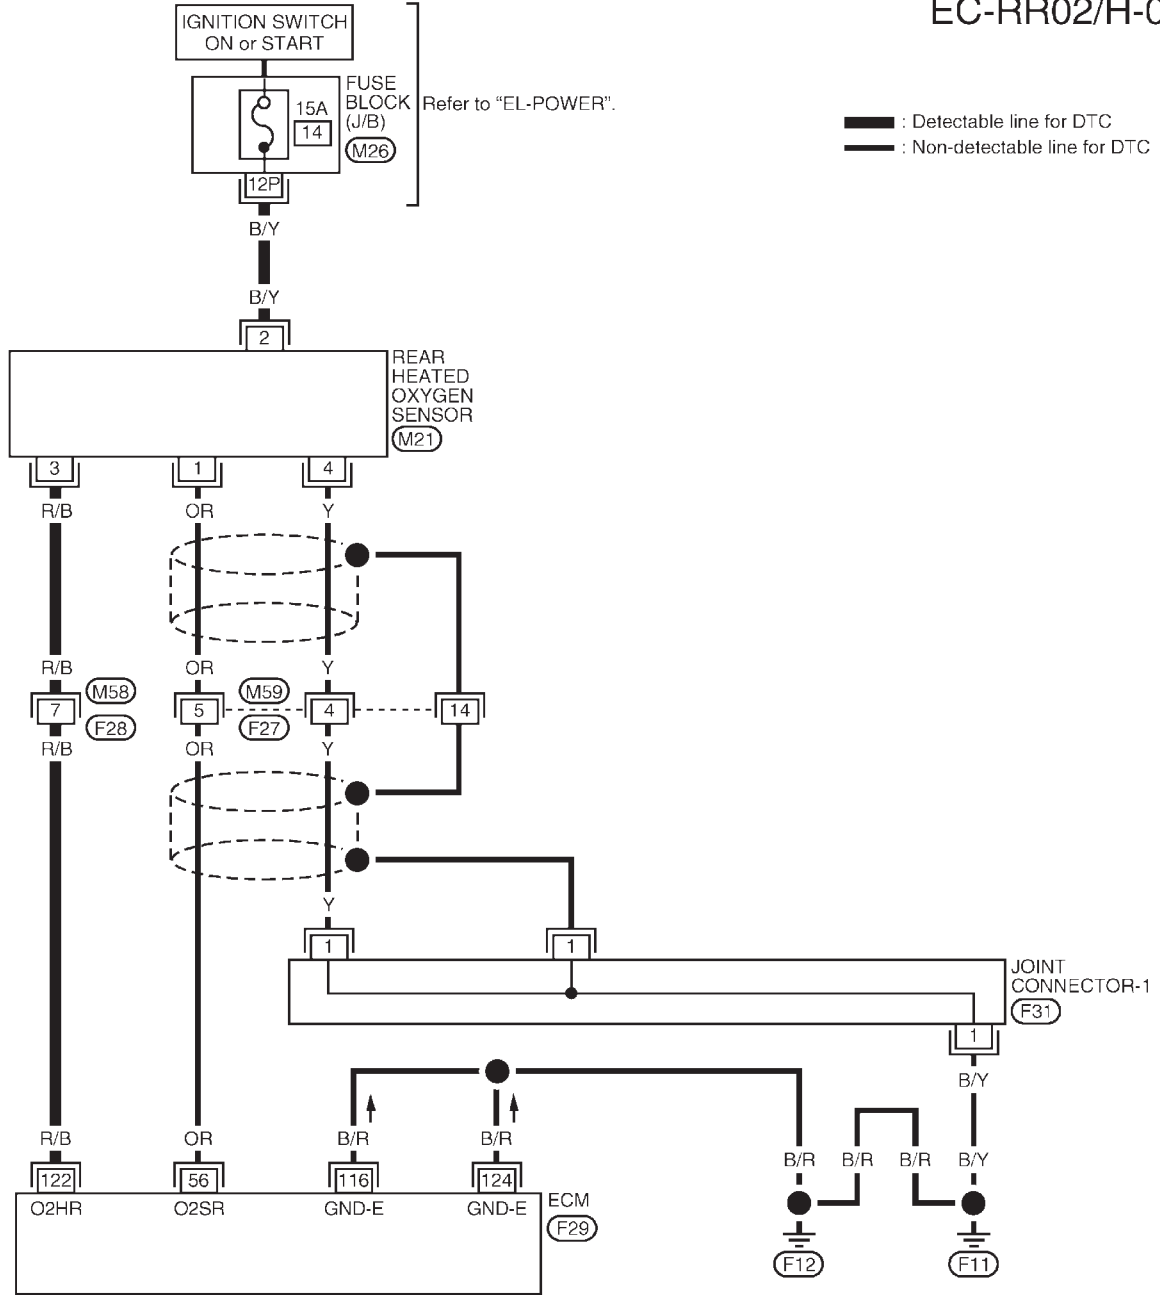 EC-RR02/H-0
IGNITION SWITCH
ON or START
FUSE
BLOCK
(J/B)
M26
15A
14
12P
Refer to “EL-POWER”.
: Detectable line for DTC
: Non-detectable line for DTC
B/Y
B/Y
2
REAR
HEATED
OXYGEN
SENSOR
M21
3 1 4
R/B OR Y
R/B OR Y
M58 M59
7 5 4 14
F28 F27
R/B OR Y
Y
1 1
JOINT
CONNECTOR-1
F31
1
B/Y
R/B OR B/R B/R
B/R B/R B/R B/Y
122 56 116 124
O2HR O2SR GND-E GND-E
ECM
F29
F12 F11